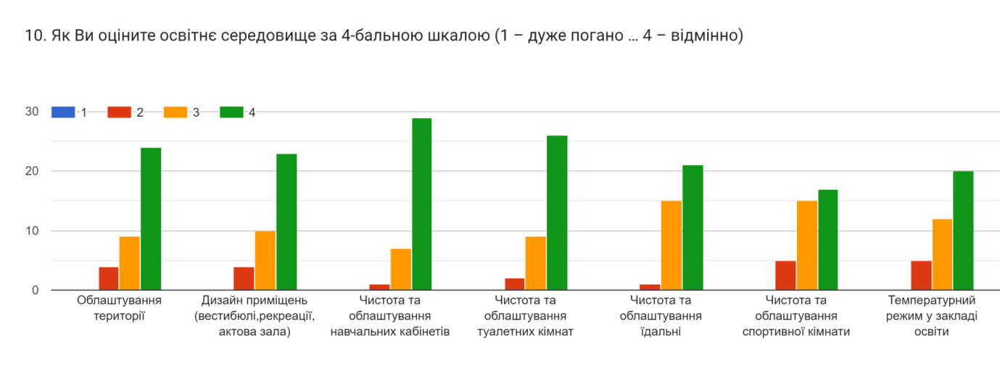 10. Як Ви оціните освітнє середовище за 4-бальною шкалою (1 – дуже погано ... 4 – відмінно)
30
1
2
3
4
20
10
0
Облаштування
території
Дизайн приміщень
(вестибюлі,рекреації,
актова зала)
Чистота та
облаштування
навчальних кабінетів
Чистота та
облаштування
туалетних кімнат
Чистота та
облаштування
їдальні
Чистота та
облаштування
спортивної кімнати
Температурний
режим у закладі
освіти